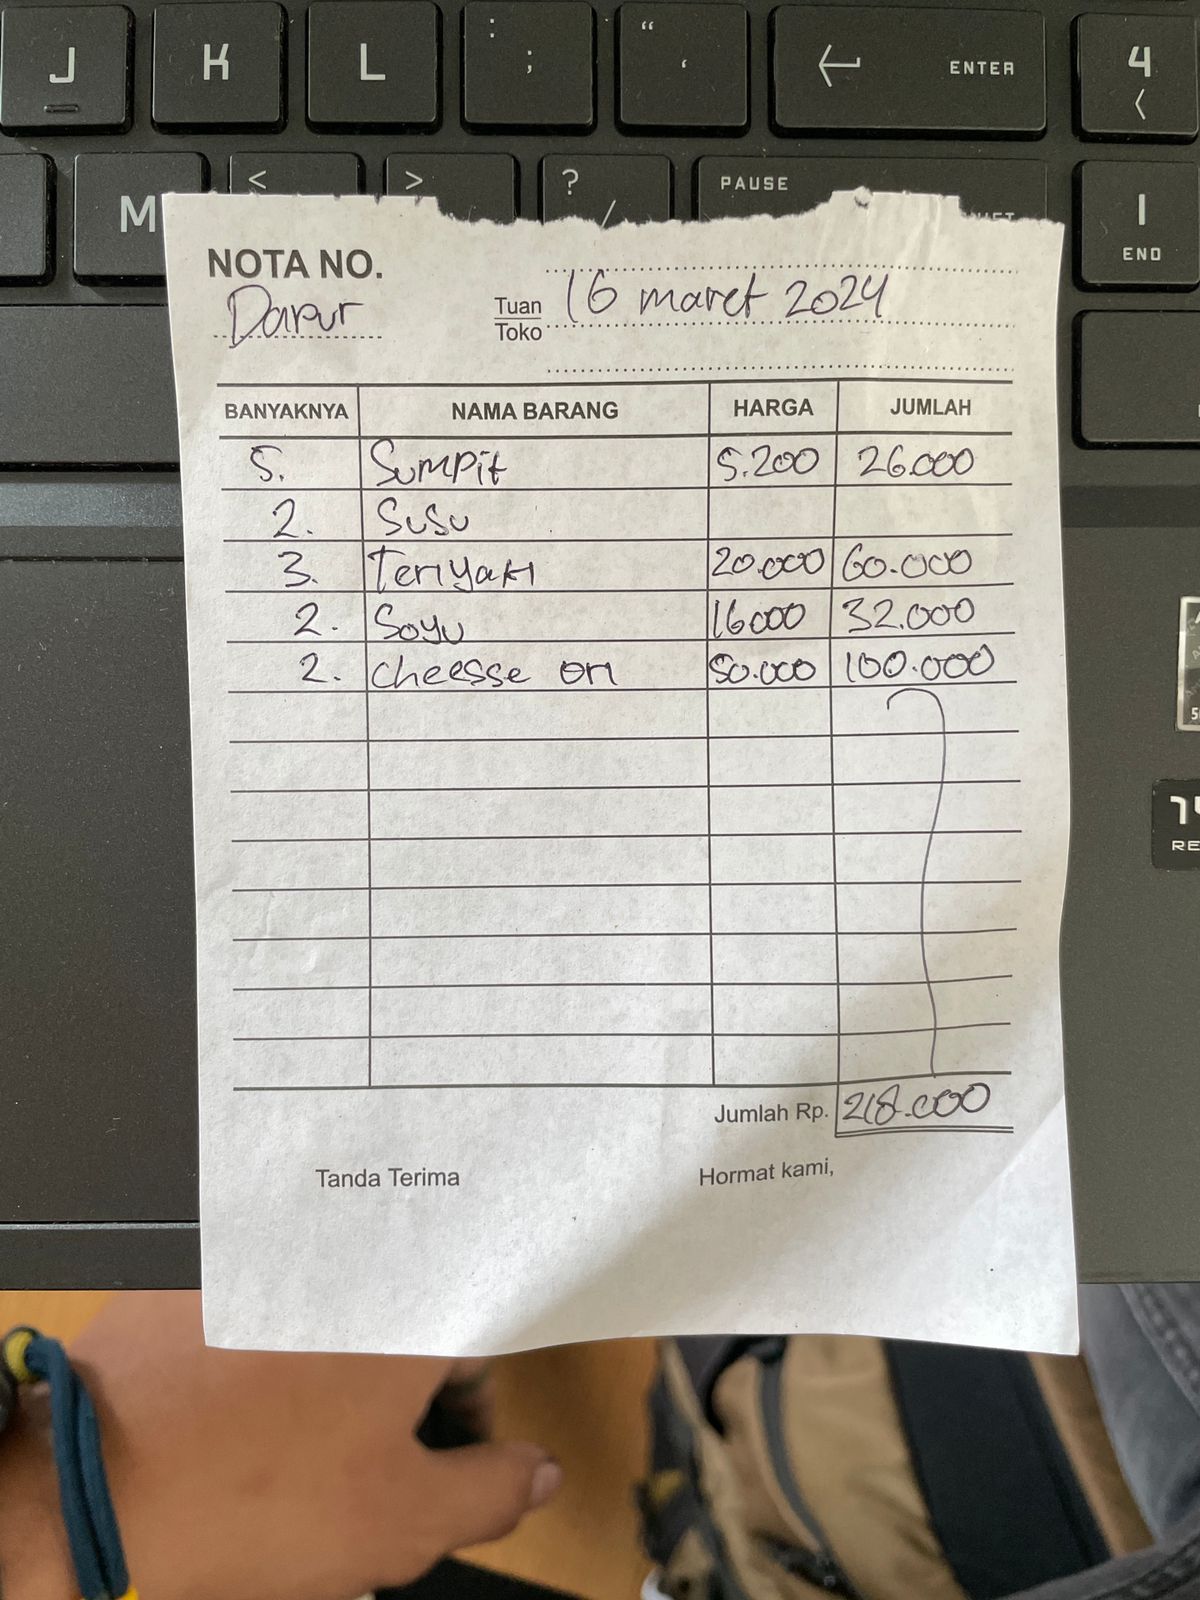 J K L : ; “ ‘ ENTER 4
M < > ? / PAUSE 1
END
NOTA NO.
Dapur
Tuan 16 maret 2024
Toko
BANYAKNYA NAMA BARANG HARGA JUMLAH
5. Sumpit 5.200 26.000
2. Susu
3. Teriyaki 20.000 60.000
2. Soyu 16000 32.000
2. Cheesse ori 50.000 100.000
Jumlah Rp. 218.000
Tanda Terima Hormat kami,